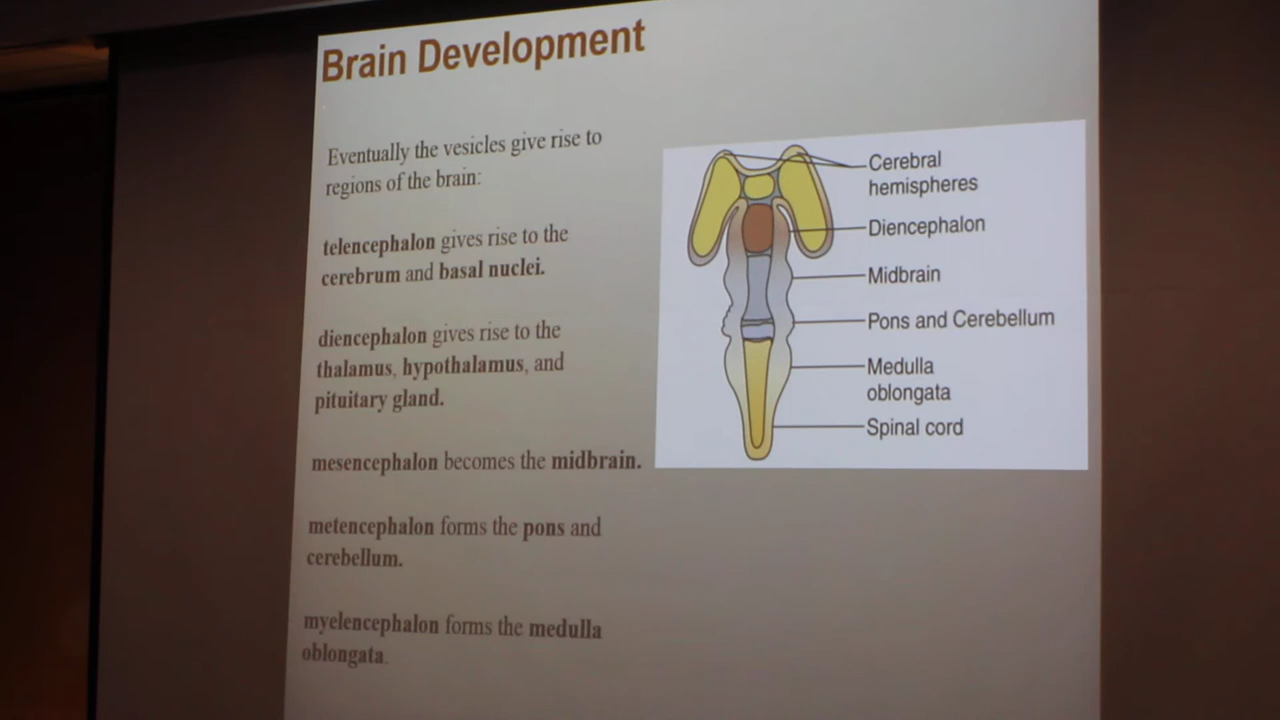 Brain Development
Eventually the vesicles give rise to
regions of the brain:
telencephalon gives rise to the
cerebrum and basal nuclei.
diencephalon gives rise to the
thalamus, hypothalamus, and
pituitary gland.
mesencephalon becomes the midbrain.
metencephalon forms the pons and
cerebellum.
myelencephalon forms the medulla
oblongata.
Cerebral
hemispheres
Diencephalon
Midbrain
Pons and Cerebellum
Medulla
oblongata
Spinal cord